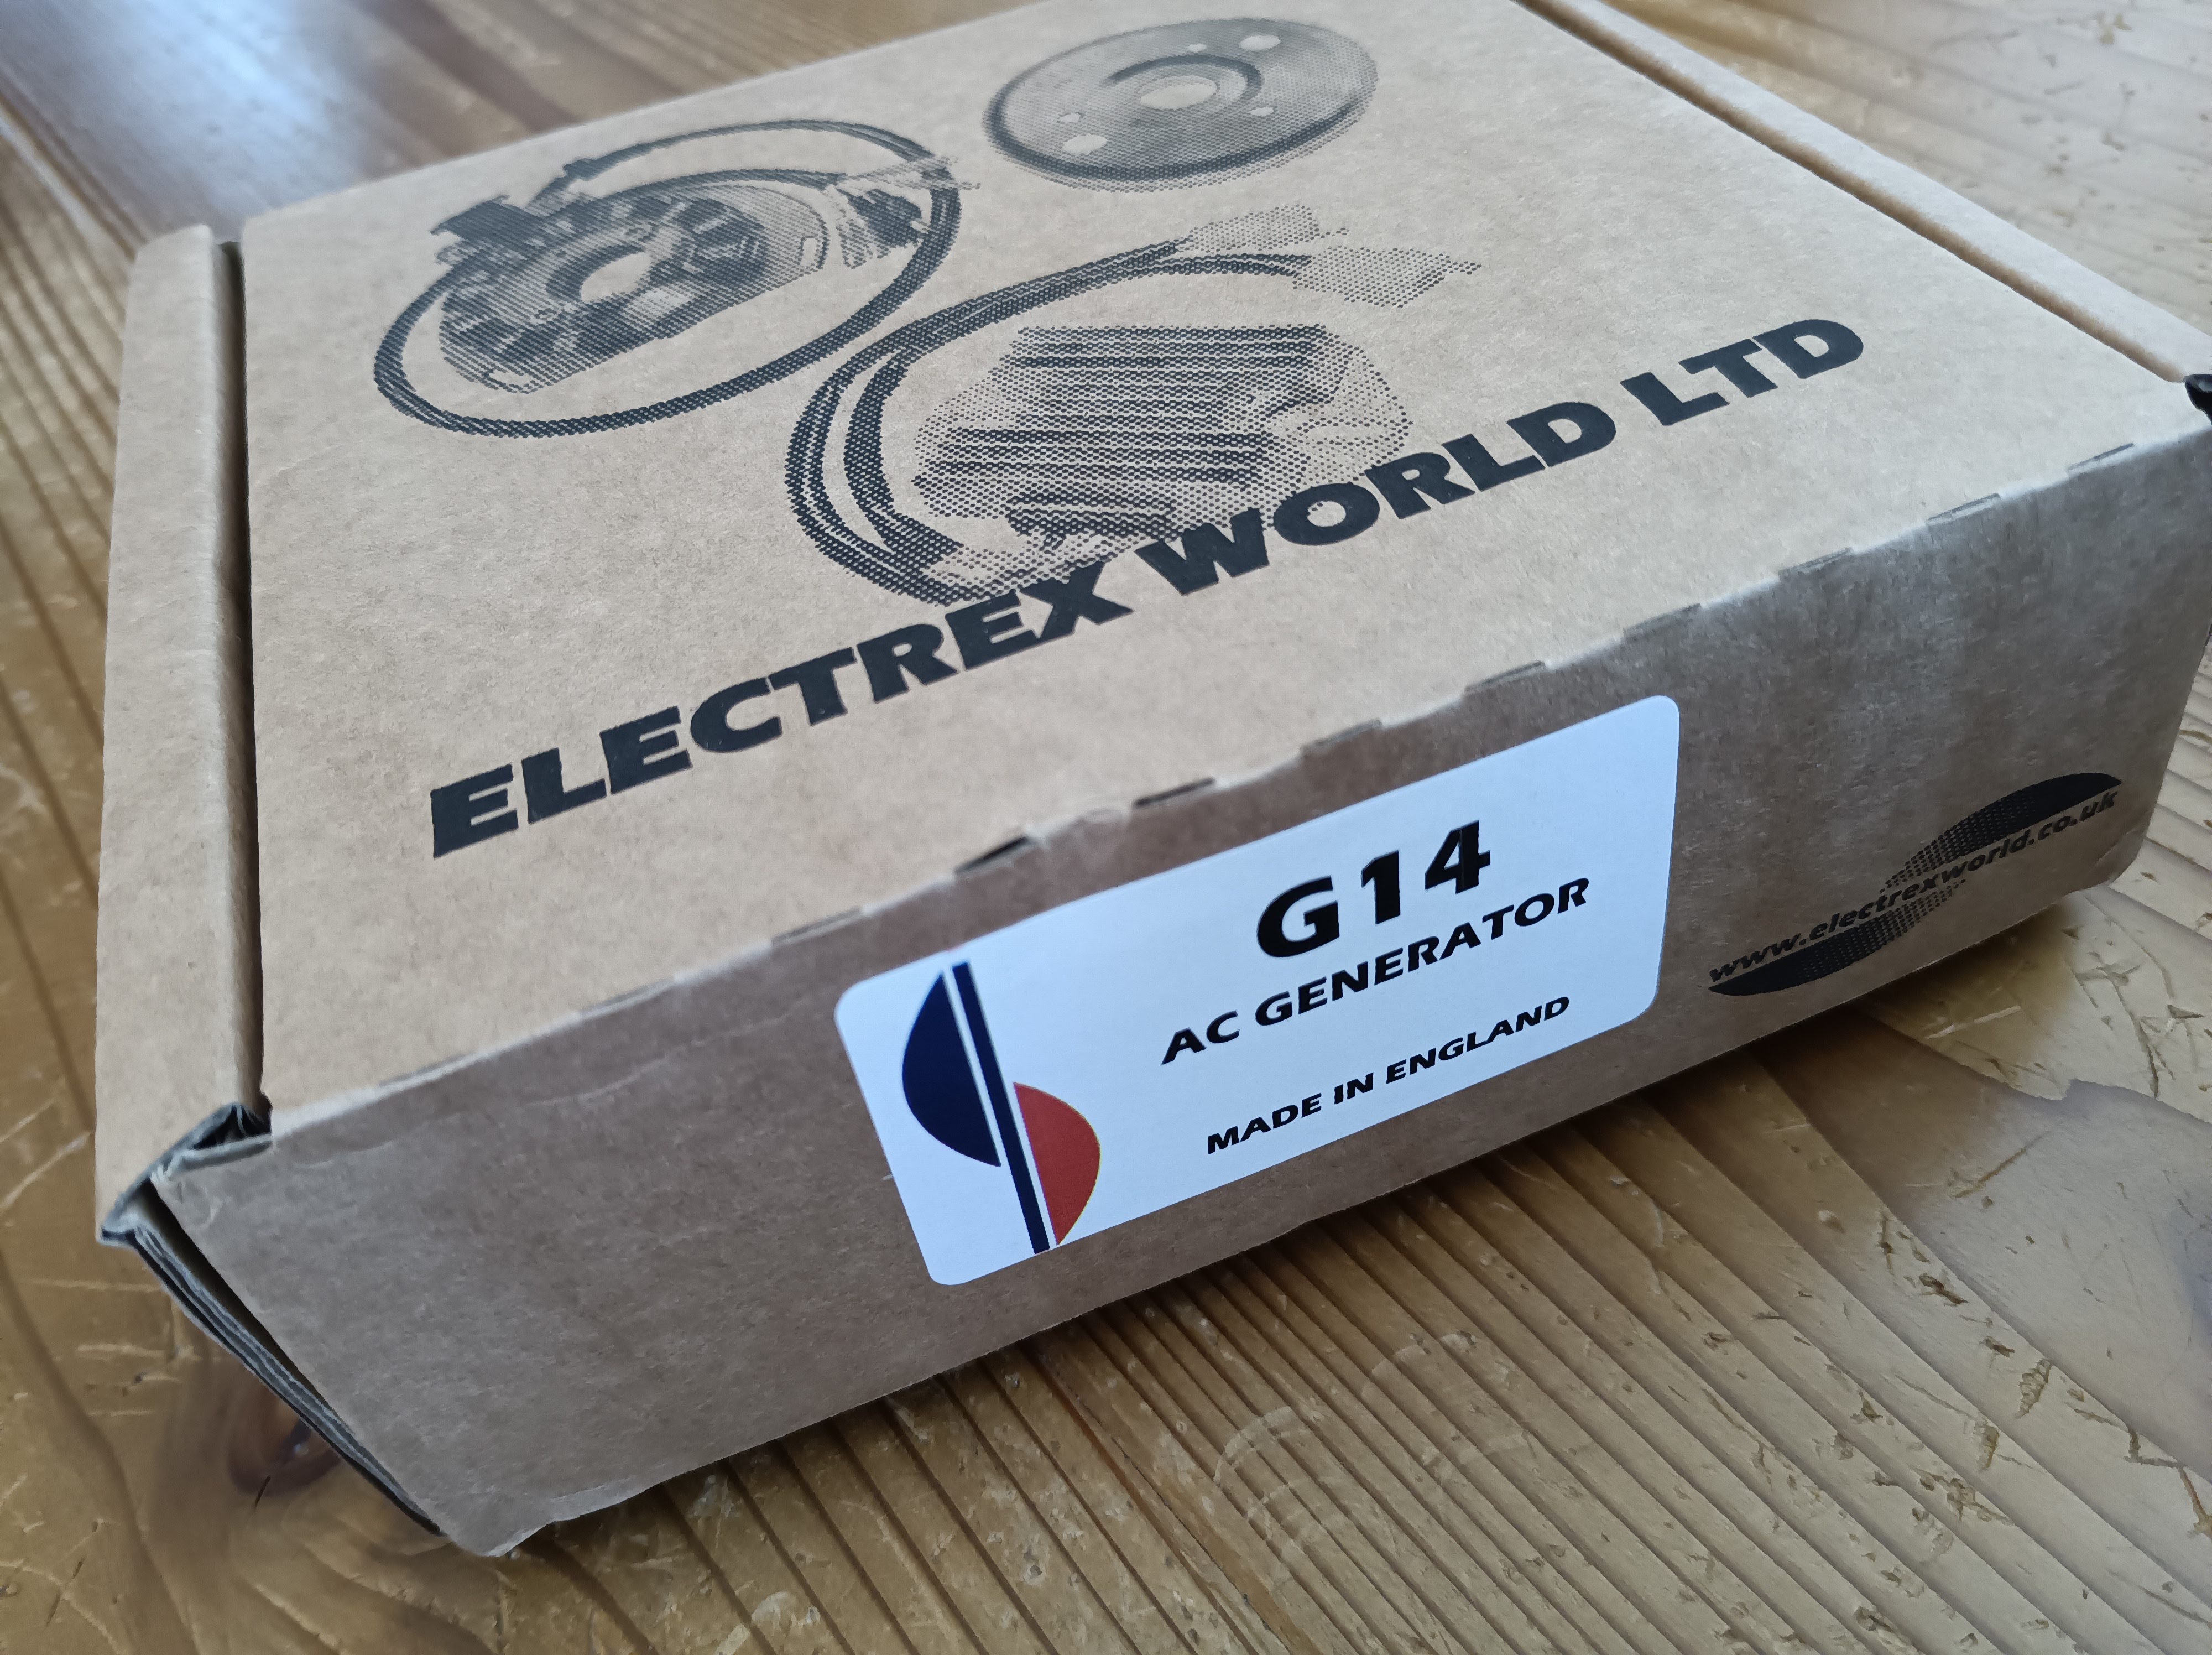 ELECTREX WORLD LTD
G14
AC GENERATOR
MADE IN ENGLAND
www.electrexworld.co.uk